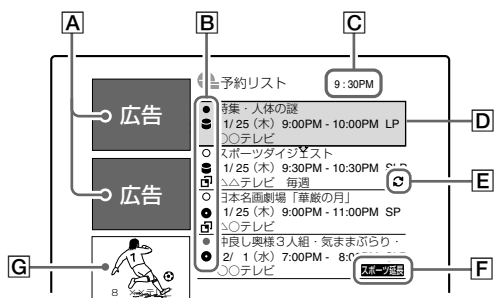 A
B
C
予約リスト
9:30PM
広告
特集・人体の謎
1/25（木）9:00PM - 10:00PM LP
○○テレビ
D
スポーツダイジェスト
1/25（木）9:30PM - 10:30PM SLP
△△テレビ 毎週
E
広告
日本名画劇場「華厳の月」
1/25（木）9:00PM - 11:00PM SP
△○テレビ
仲良し奥様3人組・気ままぶらり・
2/ 1（水）7:00PM - 8:00PM
○○テレビ
スポーツ延長
F
G
8 ××テレ